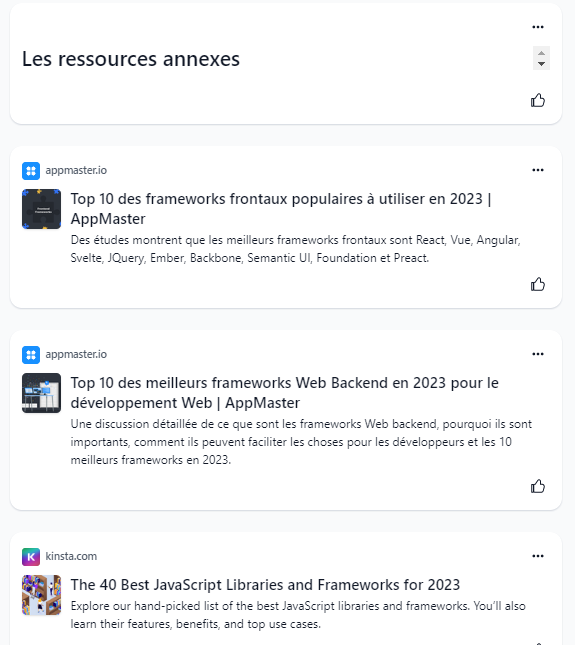 Les ressources annexes
appmaster.io
Top 10 des frameworks frontaux populaires à utiliser en 2023 |
AppMaster
Des études montrent que les meilleurs frameworks frontaux sont React, Vue, Angular,
Svelte, JQuery, Ember, Backbone, Semantic UI, Foundation et Preact.
appmaster.io
Top 10 des meilleurs frameworks Web Backend en 2023 pour le
développement Web | AppMaster
Une discussion détaillée de ce que sont les frameworks Web backend, pourquoi ils sont
importants, comment ils peuvent faciliter les choses pour les développeurs et les 10
meilleurs frameworks en 2023.
K
kinsta.com
The 40 Best JavaScript Libraries and Frameworks for 2023
Explore our hand-picked list of the best JavaScript libraries and frameworks. You'll also
learn their features, benefits, and top use cases.